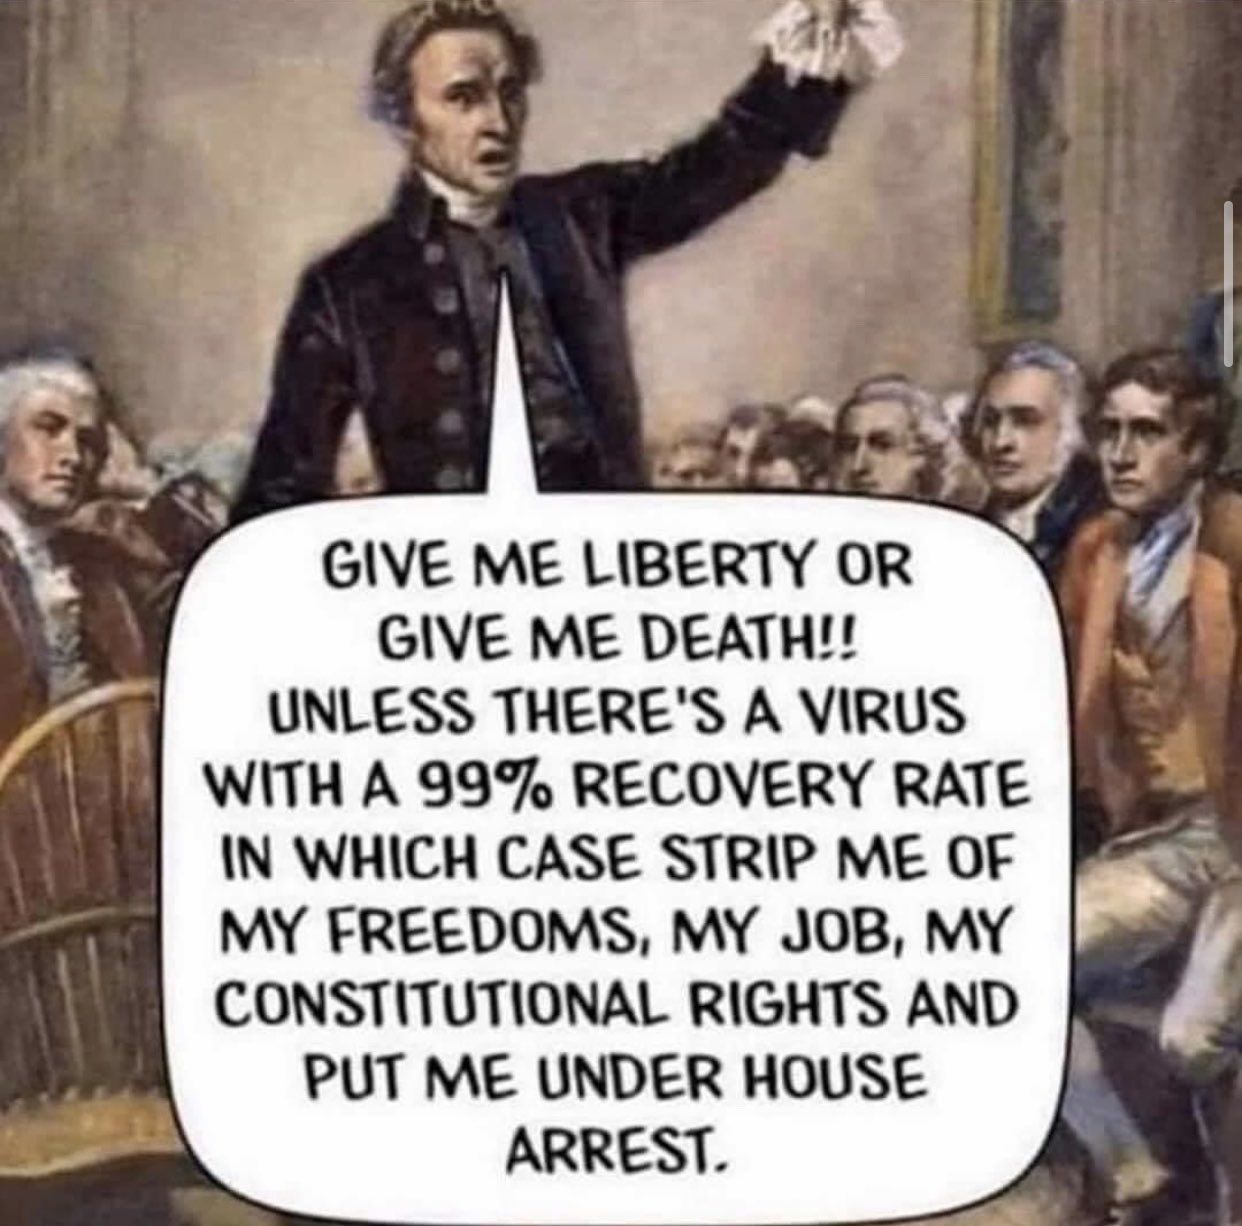 GIVE ME LIBERTY OR
GIVE ME DEATH!!
UNLESS THERE'S A VIRUS
WITH A 99% RECOVERY RATE
IN WHICH CASE STRIP ME OF
MY FREEDOMS, MY JOB, MY
CONSTITUTIONAL RIGHTS AND
PUT ME UNDER HOUSE
ARREST.